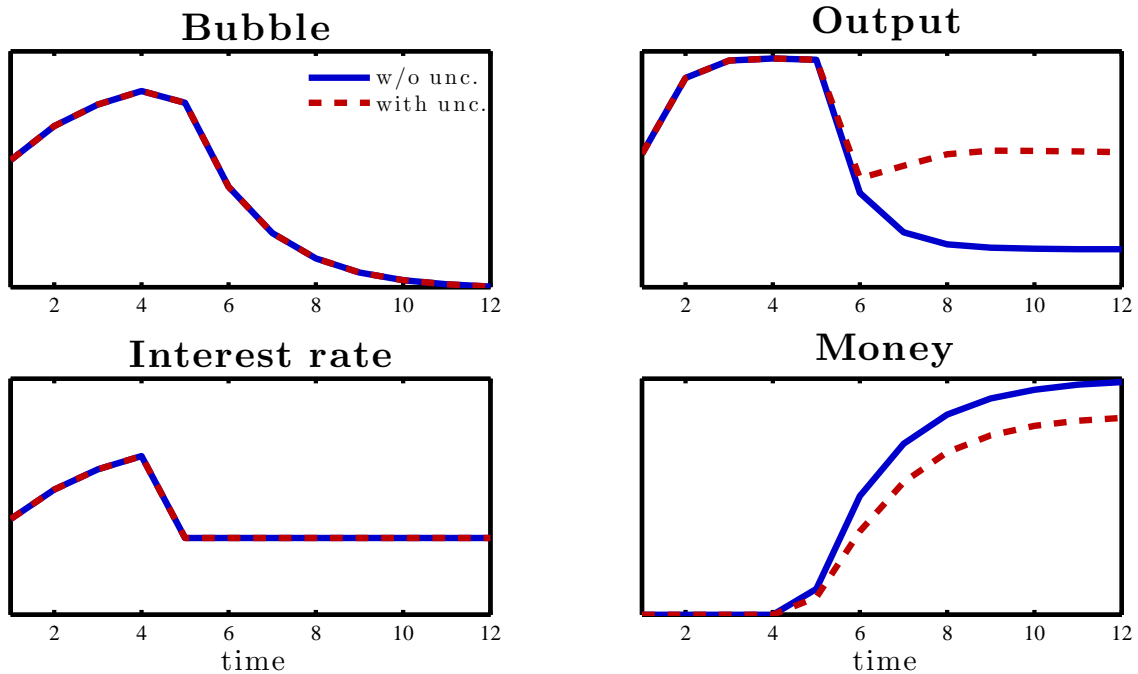 Bubble
w/o unc.
with unc.
2 4 6 8 10 12
Output
2 4 6 8 10 12
Interest rate
2 4 6 8 10 12
time
Money
2 4 6 8 10 12
time